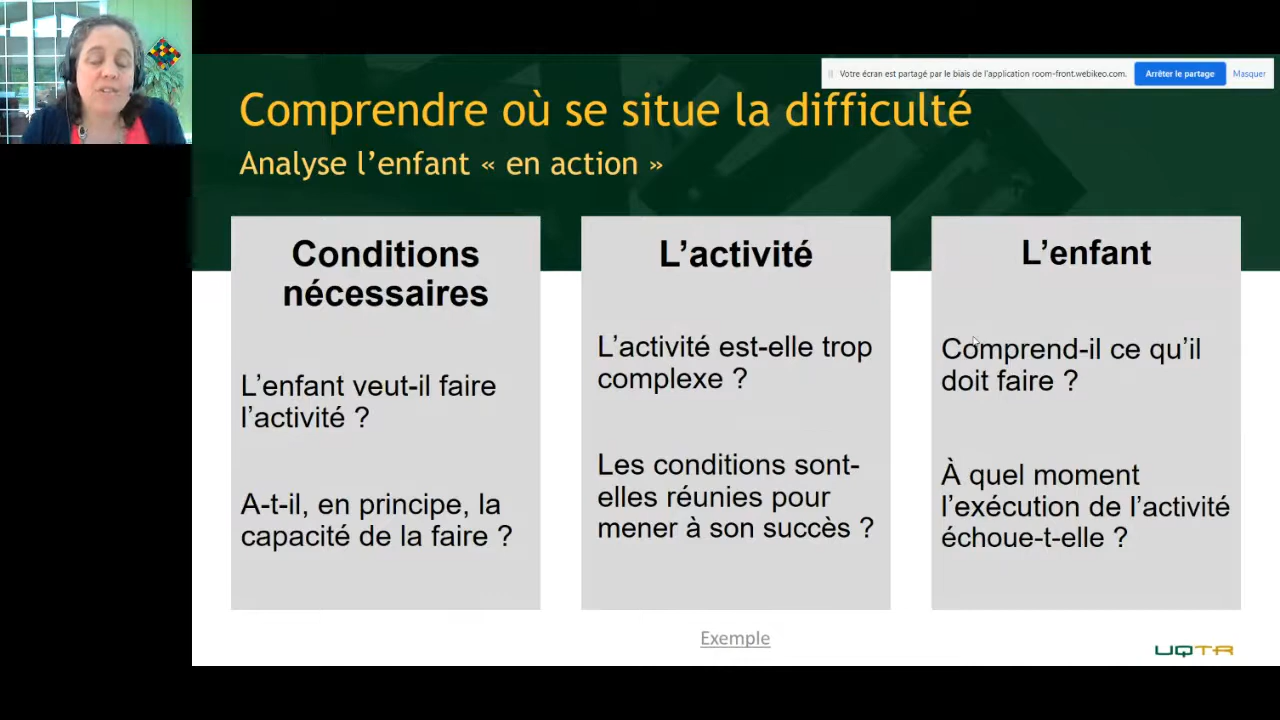 Votre écran est partagé par le biais de l'application room-front.webikeo.com.
Arrêter le partage
Masquer
Comprendre où se situe la difficulté
Analyse l'enfant « en action »
Conditions
nécessaires
L'enfant veut-il faire
l'activité ?
A-t-il, en principe, la
capacité de la faire ?
L'activité
L'activité est-elle trop
complexe ?
Les conditions sont-
elles réunies pour
mener à son succès ?
L'enfant
Comprend-il ce qu'il
doit faire ?
À quel moment
l'exécution de l'activité
échoue-t-elle ?
Exemple
UQTR